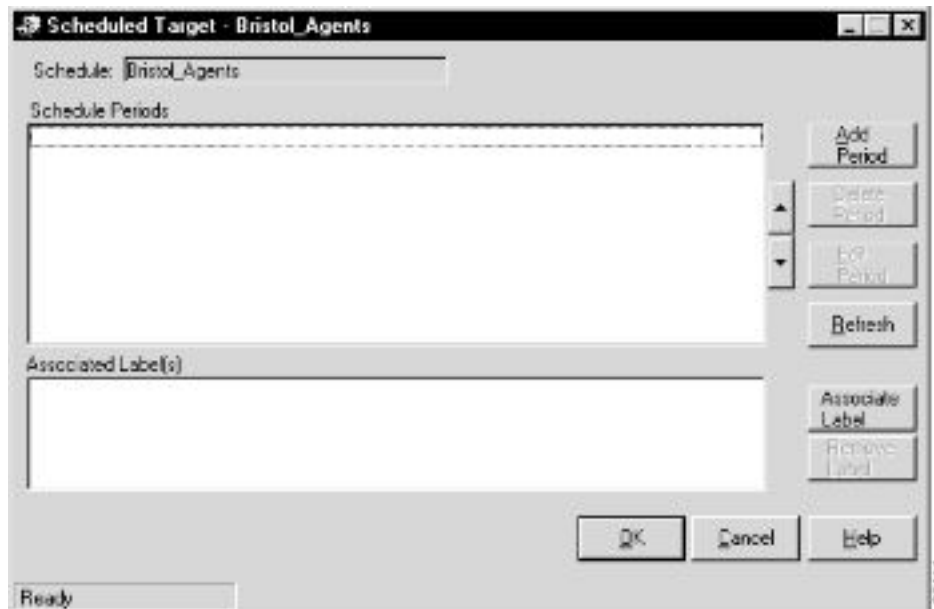 Scheduled Target - Bristol_Agents
Schedule: Bristol_Agents
Schedule Periods
Add
Period
Delete
Period
Edit
Period
Refresh
Associated Label(s)
Associate
Label
Remove
Label
OK
Cancel
Help
Ready